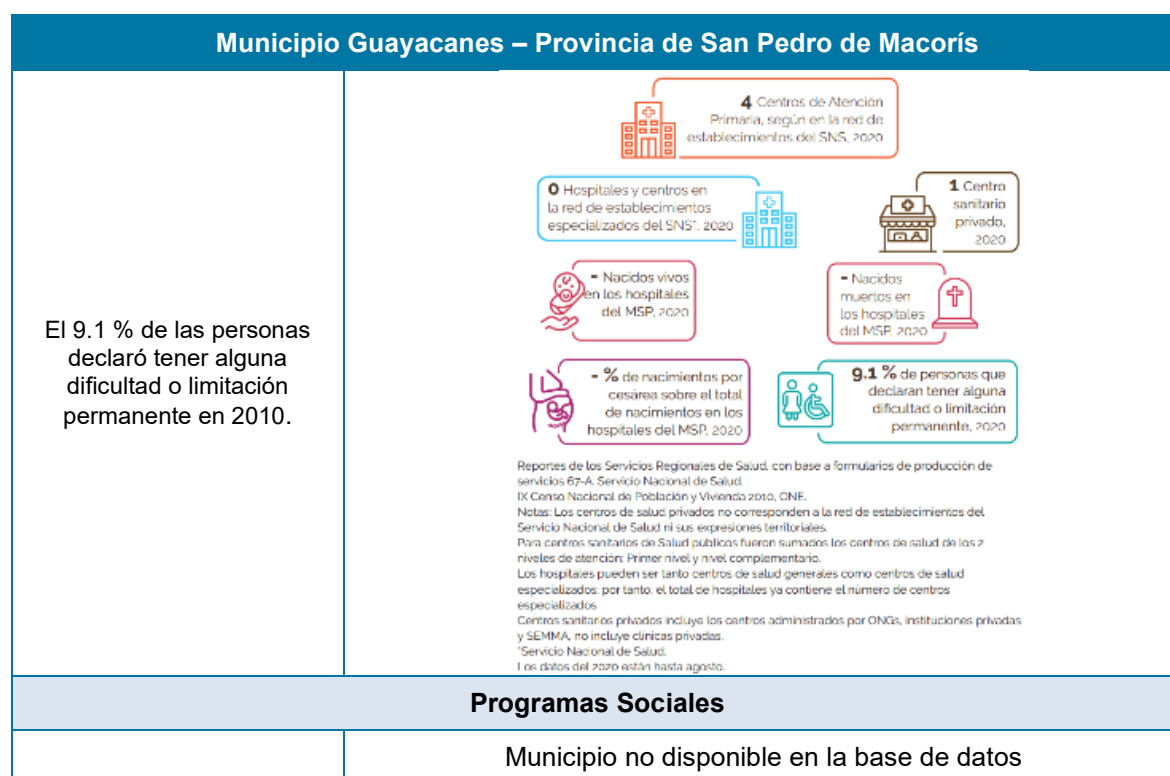 Municipio Guayacanes – Provincia de San Pedro de Macorís
El 9.1 % de las personas
declaró tener alguna
dificultad o limitación
permanente en 2010.
4 Centros de Atención
Primaria, según en la red de
establecimientos del SNS, 2020
0 Hospitales y centros en
la red de establecimientos
especializados del SNS*, 2020
1 Centro
sanitario
privado,
2020
- Nacidos vivos
en los hospitales
del MSP, 2020
- Nacidos
muertos en
los hospitales
del MSP, 2020
- % de nacimientos por
cesárea sobre el total
de nacimientos en los
hospitales del MSP, 2020
9.1 % de personas que
declaran tener alguna
dificultad o limitación
permanente, 2020
Reportes de los Servicios Regionales de Salud, con base a formularios de producción de
servicios 67-A. Servicio Nacional de Salud.
IX Censo Nacional de Población y Vivienda 2010, ONE.
Notas: Los centros de salud privados no corresponden a la red de establecimientos del
Servicio Nacional de Salud ni sus expresiones territoriales.
Para centros sanitarios de Salud públicos fueron sumados los centros de salud de los 2
niveles de atención: Primer nivel y nivel complementario.
Los hospitales pueden ser tanto centros de salud generales como centros de salud
especializados; por tanto, el total de hospitales ya contiene el número de centros
especializados
Centros sanitarios privados incluye los centros administrados por ONGs, instituciones privadas
y SEMMA, no incluye clínicas privadas.
*Servicio Nacional de Salud.
Los datos del 2020 están hasta agosto.
Programas Sociales
Municipio no disponible en la base de datos